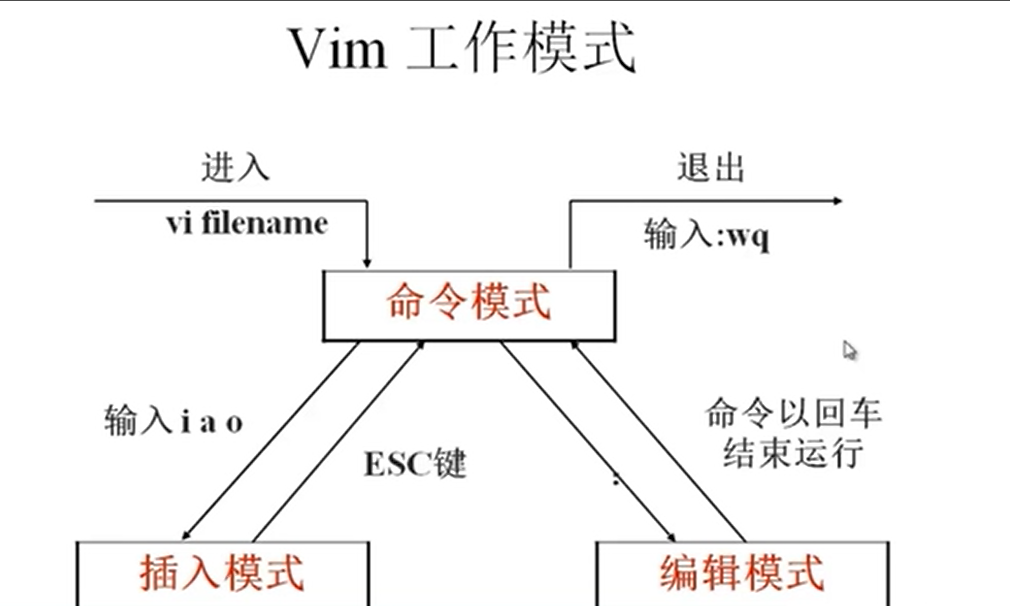 Vim 工作模式
进入
vi filename
退出
输入:wq
命令模式
输入 i a o
ESC键
:
命令以回车
结束运行
插入模式
编辑模式